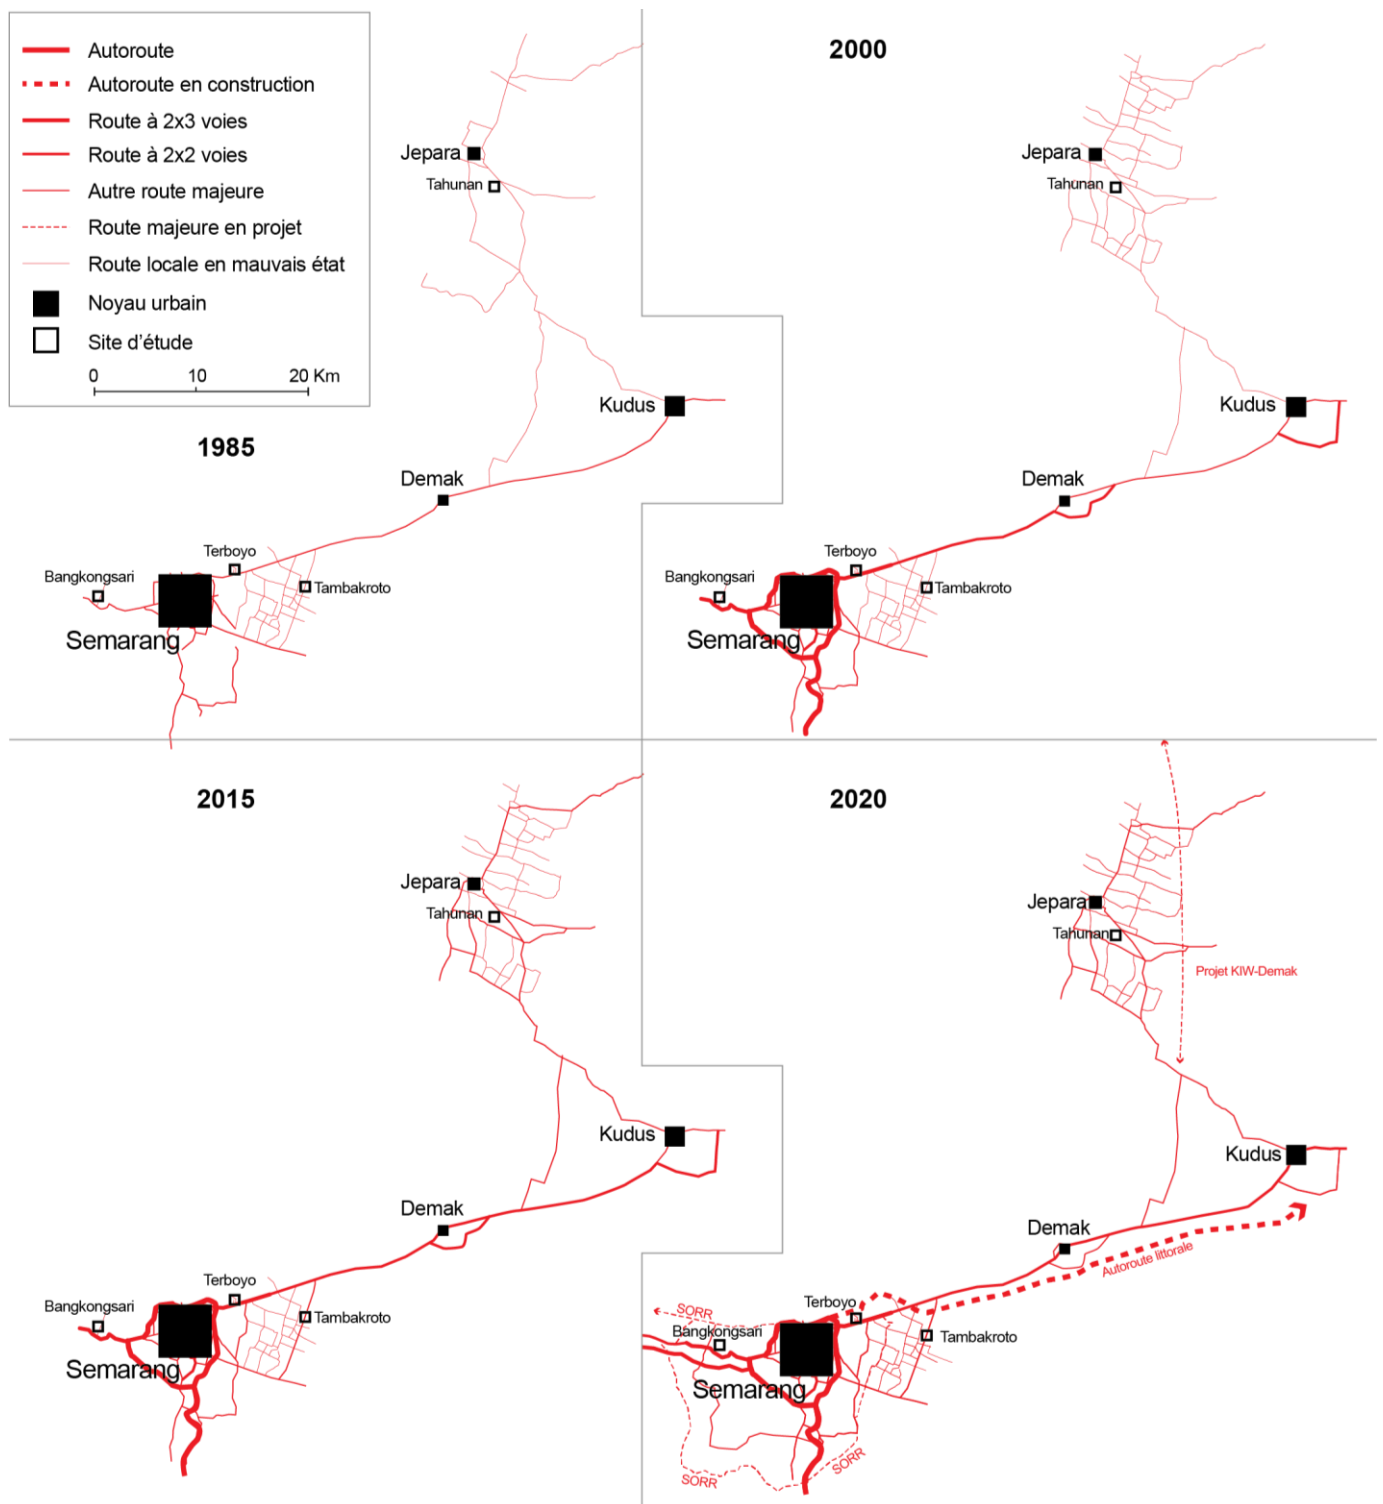 Autoroute
Autoroute en construction
Route à 2x3 voies
Route à 2x2 voies
Autre route majeure
Route majeure en projet
Route locale en mauvais état
Noyau urbain
Site d'étude
0 10 20 Km
1985
Jepara
Tahunan
Kudus
Demak
Terboyo
Bangkongsari
Tambakroto
Semarang
2000
Jepara
Tahunan
Kudus
Demak
Terboyo
Bangkongsari
Tambakroto
Semarang
2015
Jepara
Tahunan
Kudus
Demak
Terboyo
Bangkongsari
Tambakroto
Semarang
2020
Jepara
Tahunan
Projet KIW-Demak
Kudus
Demak
Autoroute littorale
Terboyo
SORR
Bangkongsari
Tambakroto
Semarang
SORR
SORR